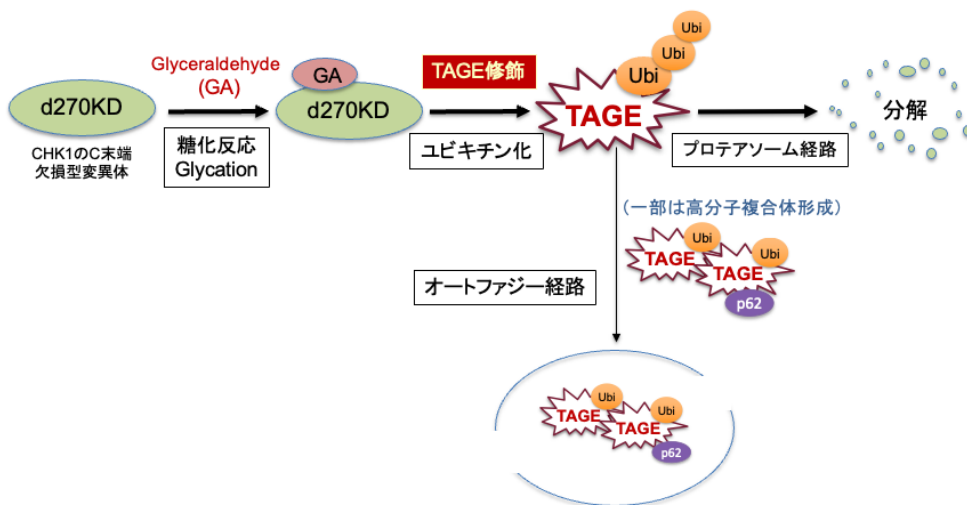 d270KD
CHK1のC末端
欠損型変異体
Glyceraldehyde
(GA)
糖化反応
Glycation
GA
d270KD
TAGE修飾
ユビキチン化
Ubi
Ubi
Ubi
TAGE
プロテアソーム経路
分解
(一部は高分子複合体形成)
Ubi
TAGE
Ubi
TAGE
p62
オートファジー経路
Ubi
TAGE
Ubi
TAGE
p62